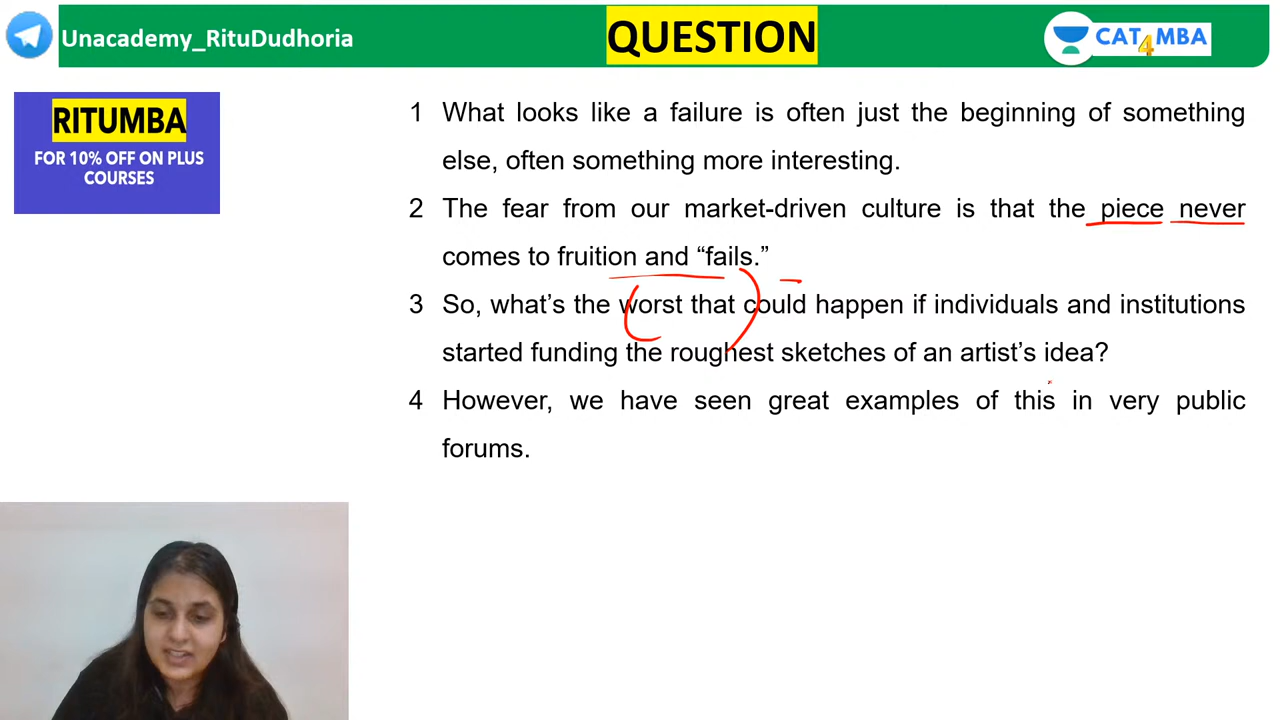 Unacademy_RituDudhoria
QUESTION
CAT4MBA
RITUMBA
FOR 10% OFF ON PLUS
COURSES
1 What looks like a failure is often just the beginning of something
else, often something more interesting.
2 The fear from our market-driven culture is that the piece never
comes to fruition and “fails.”
3 So, what’s the worst that could happen if individuals and institutions
started funding the roughest sketches of an artist’s idea?
4 However, we have seen great examples of this in very public
forums.